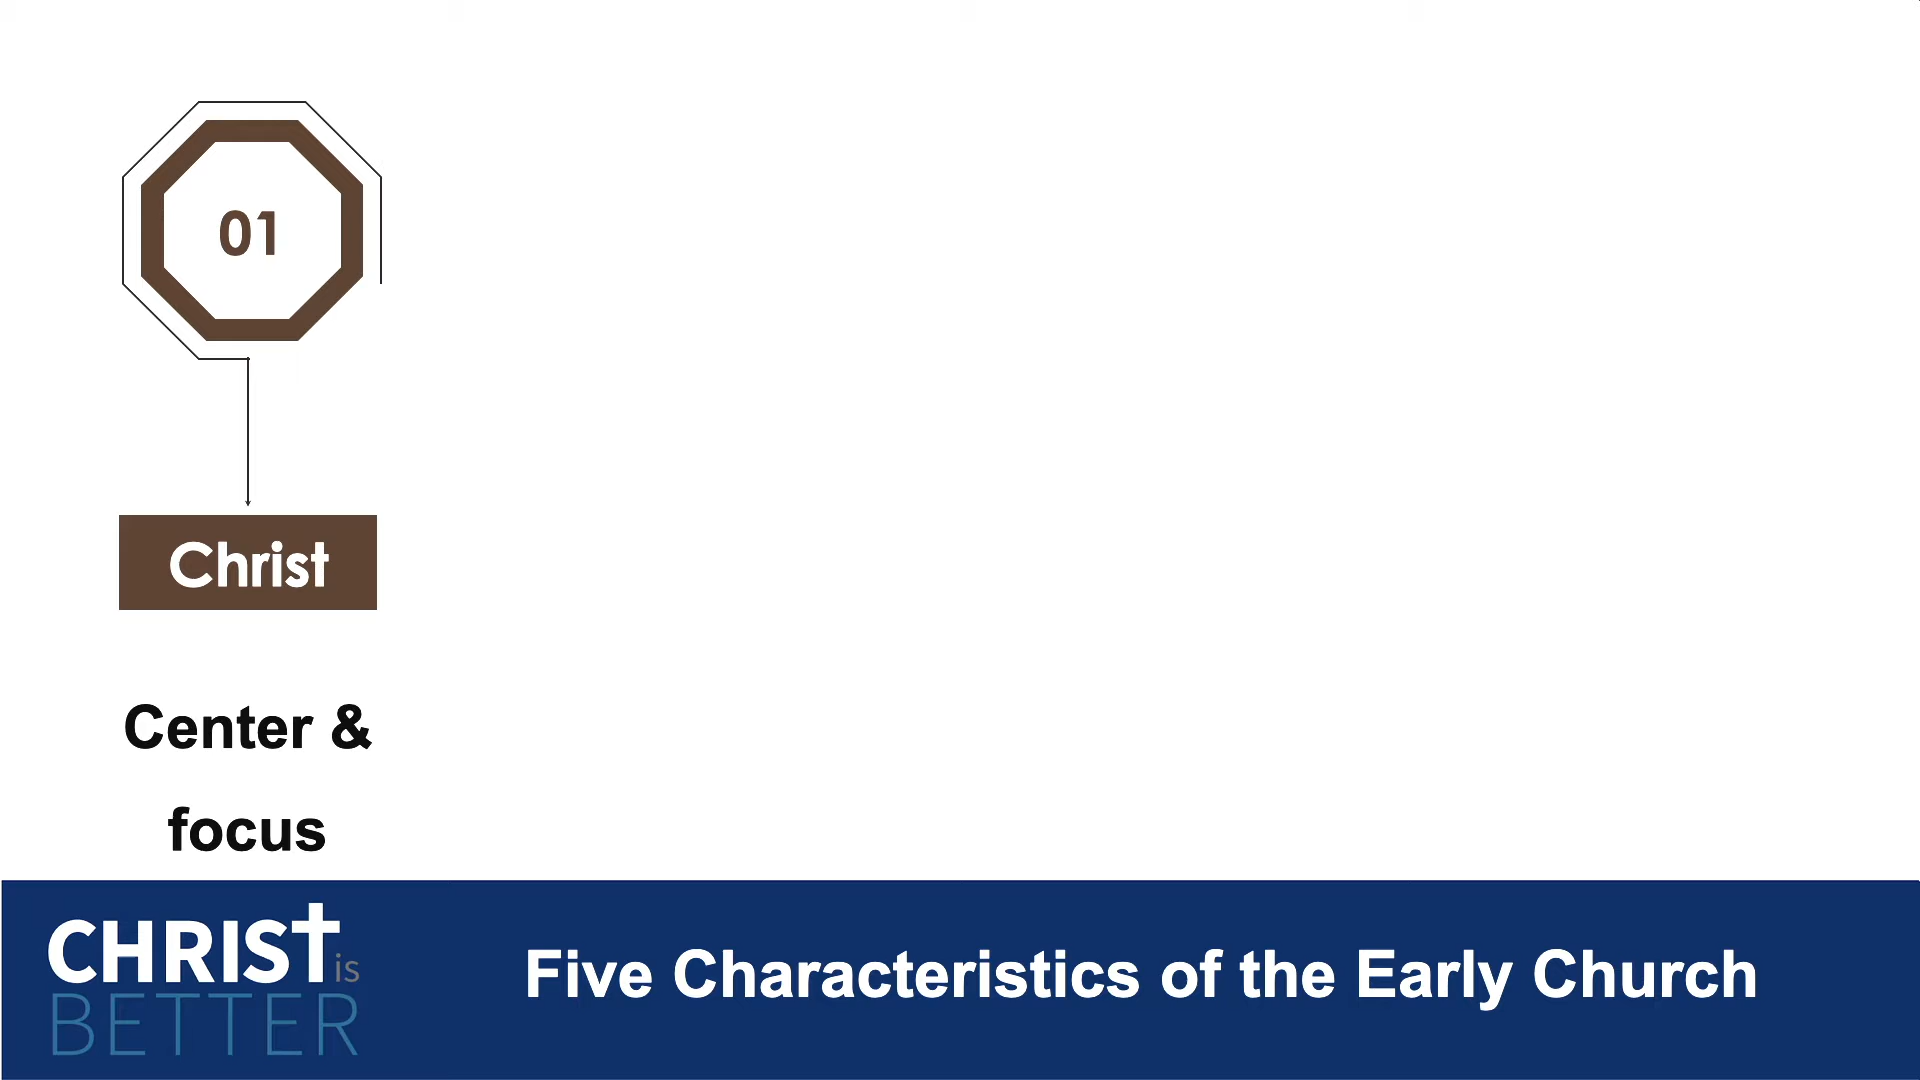 01
Christ
Center &
focus
CHRIST is
BETTER
Five Characteristics of the Early Church